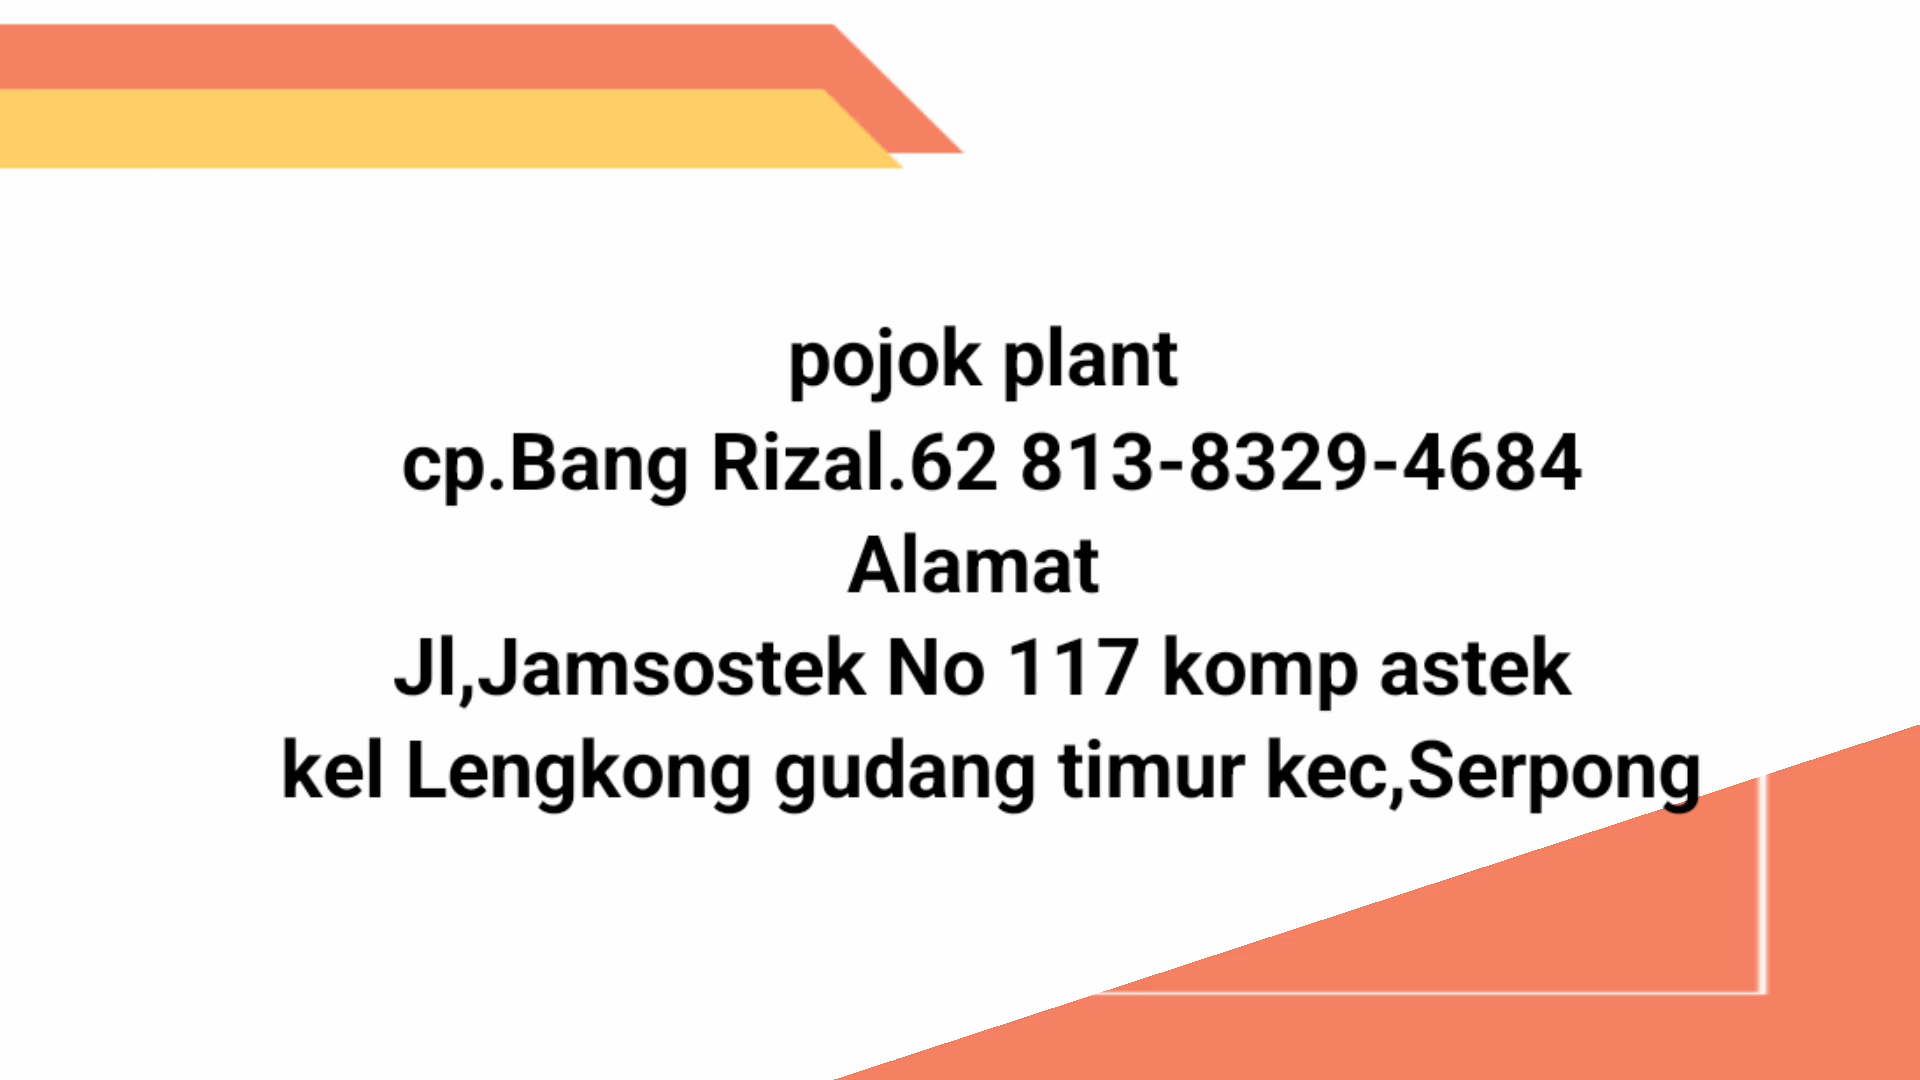 pojok plant
cp.Bang Rizal.62 813-8329-4684
Alamat
Jl,Jamsostek No 117 komp astek
kel Lengkong gudang timur kec,Serpong